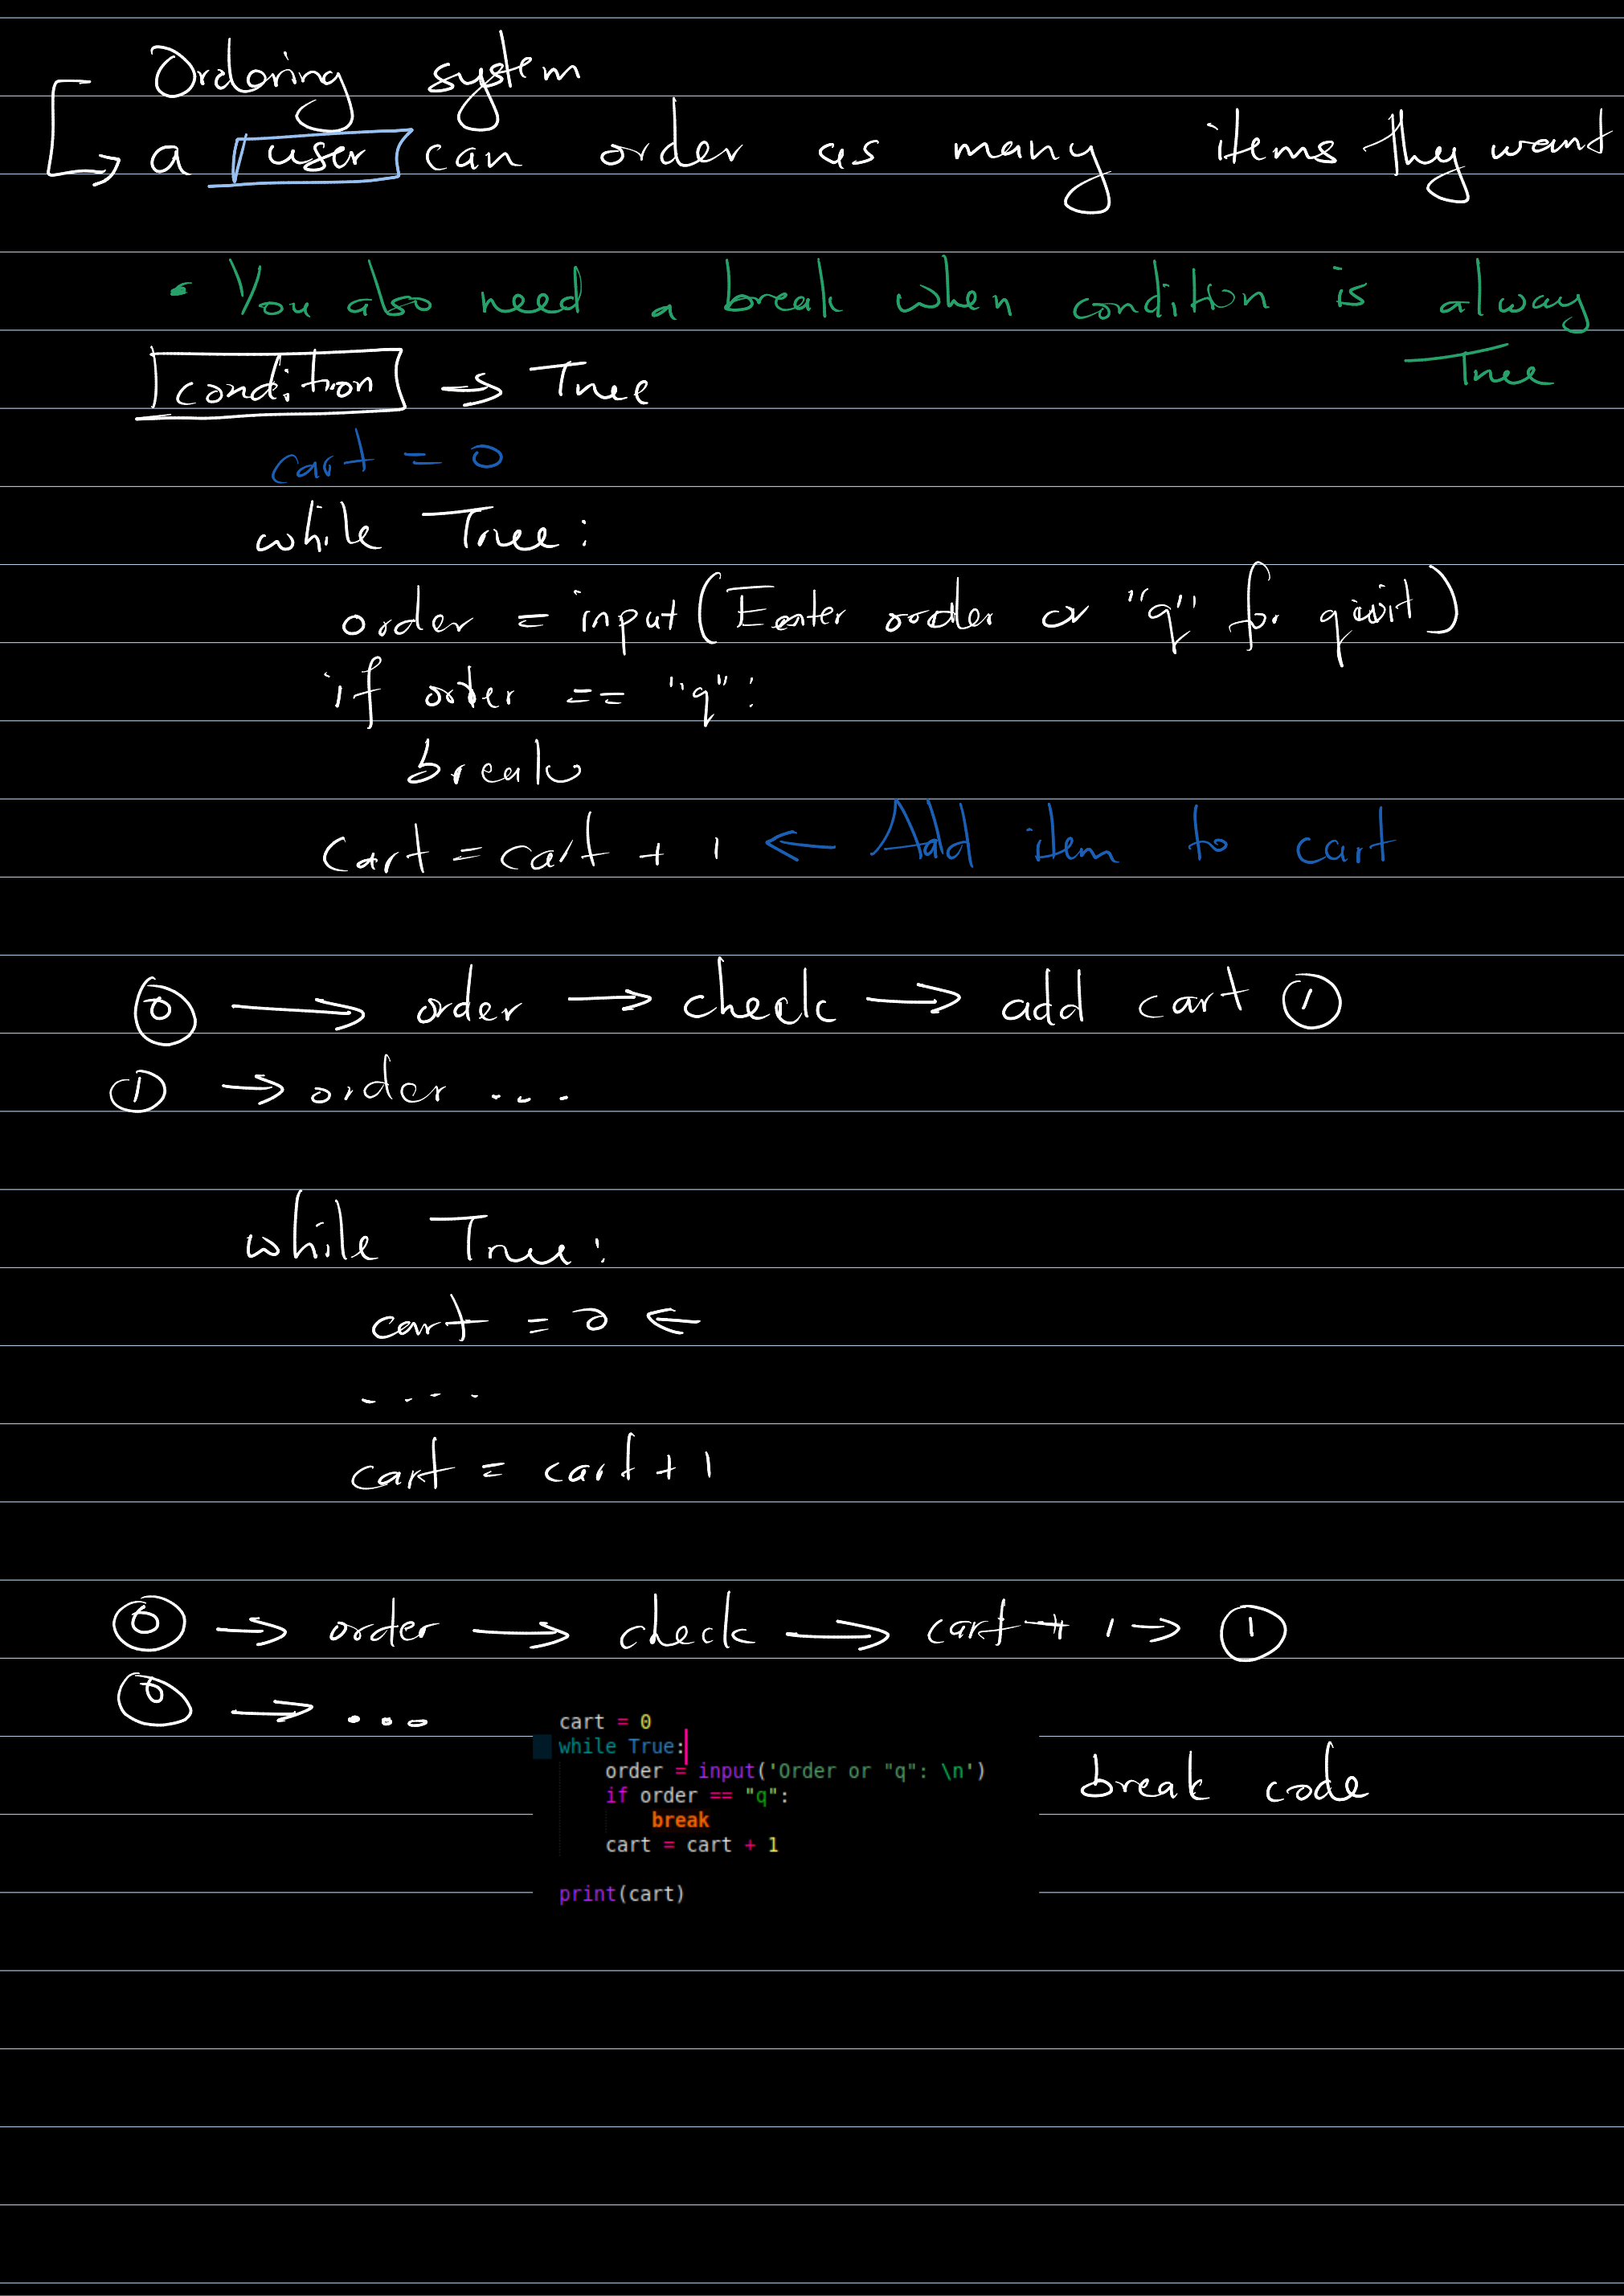 Ordering system
↳ a user can order as many items they want
• You also need a break when condition is alway
True
condition → True
cart = 0
while True:
order = input(Eenter order or "q" for quit)
if order == "q":
break
Cart = cart + 1 ← Add item to cart
0 → order → check → add cart 1
1 → order ...
while True:
cart = 0 ←
....
cart = cart + 1
0 → order → check → cart + 1 → 1
0 → ...
cart = 0
while True:
order = input('Order or "q": \n')
if order == "q":
break
cart = cart + 1
print(cart)
break code